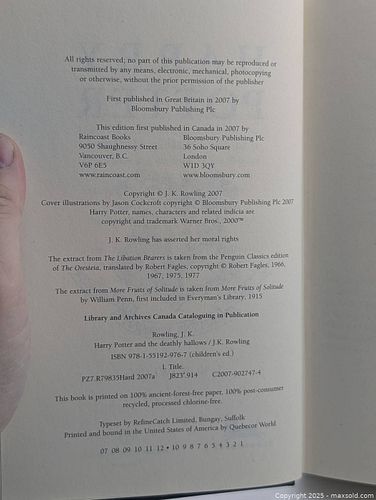 All rights reserved; no part of this publication may be reproduced or
transmitted by any means, electronic, mechanical, photocopying
or otherwise, without the prior permission of the publisher
First published in Great Britain in 2007 by
Bloomsbury Publishing Plc
This edition first published in Canada in 2007 by
Raincoast Books Bloomsbury Publishing Plc
9050 Shaughnessy Street 36 Soho Square
Vancouver, B.C. London
V6P 6E5 W1D 3QY
www.raincoast.com www.bloomsbury.com
Copyright © J. K. Rowling 2007
Cover illustrations by Jason Cockcroft copyright © Bloomsbury Publishing Plc 2007
Harry Potter, names, characters and related indicia are
copyright and trademark Warner Bros., 2000™
J. K. Rowling has asserted her moral rights
The extract from The Libation Bearers is taken from the Penguin Classics edition
of The Oresteia, translated by Robert Fagles, copyright © Robert Fagles, 1966,
1967, 1975, 1977
The extract from More Fruits of Solitude is taken from More Fruits of Solitude
by William Penn, first included in Everyman's Library, 1915
Library and Archives Canada Cataloguing in Publication
Rowling, J. K.
Harry Potter and the deathly hallows / J.K. Rowling
ISBN 978-1-55192-976-7 (children's ed.)
I. Title.
PZ7.R79835Hard 2007a J823'.914 C2007-902747-4
This book is printed on 100% ancient-forest-free paper, 100% post-consumer
recycled, processed chlorine-free.
Typeset by RefineCatch Limited, Bungay, Suffolk
Printed and bound in the United States of America by Quebecor World
07 08 09 10 11 12 • 10 9 8 7 6 5 4 3 2 1
© 2025 - maxsold.com